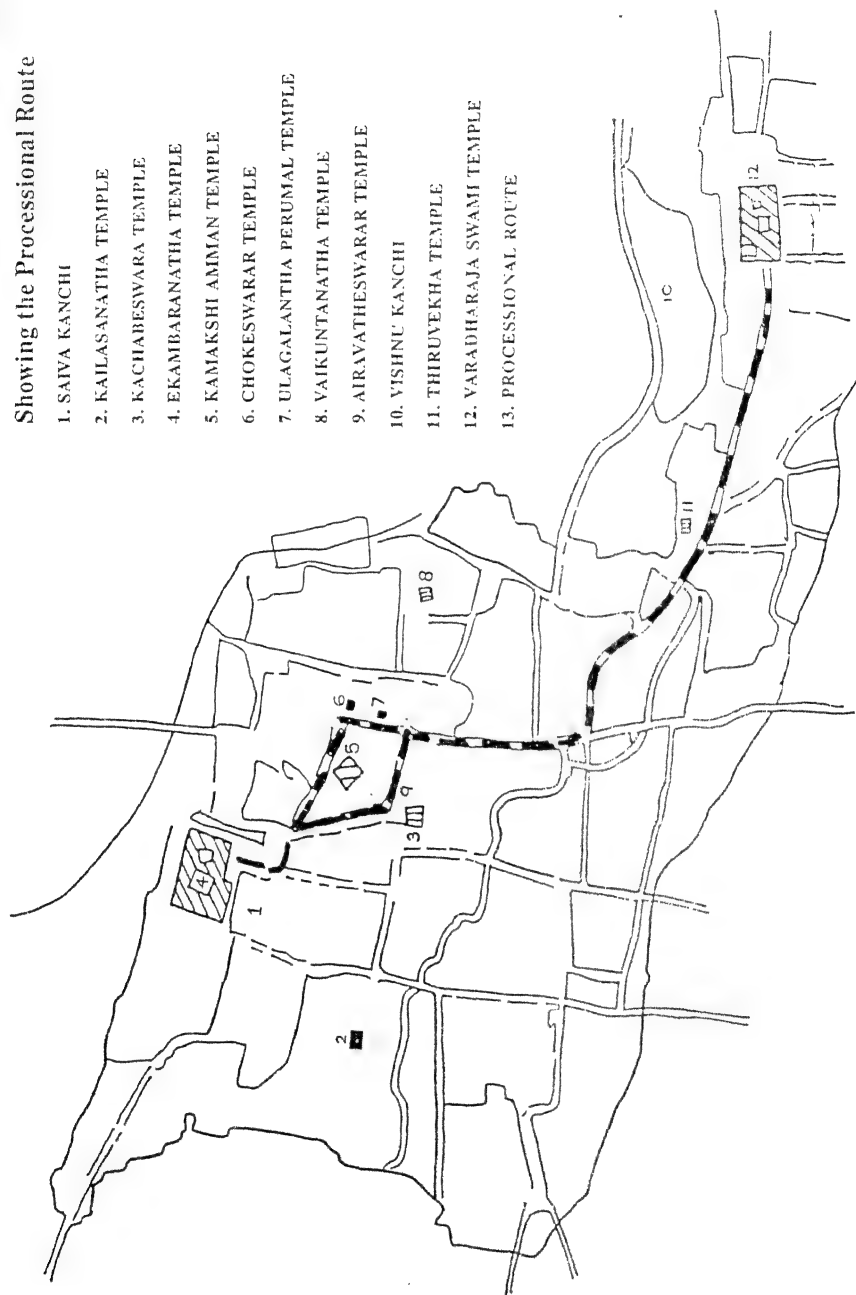 Showing the Processional Route
1. SAIVA KANCHI
2. KAILASANATHA TEMPLE
3. KACHABESWARA TEMPLE
4. EKAMBARANATHA TEMPLE
5. KAMAKSHI AMMAN TEMPLE
6. CHOKESWARAR TEMPLE
7. ULAGALANTHA PERUMAL TEMPLE
8. VAIKUNTANATHA TEMPLE
9. AIRAVATHESWARAR TEMPLE
10. VISHNU KANCHI
11. THIRUVEKHA TEMPLE
12. VARADHARAJA SWAMI TEMPLE
13. PROCESSIONAL ROUTE
4
1
2
3
9
5
6
7
8
11
10
12